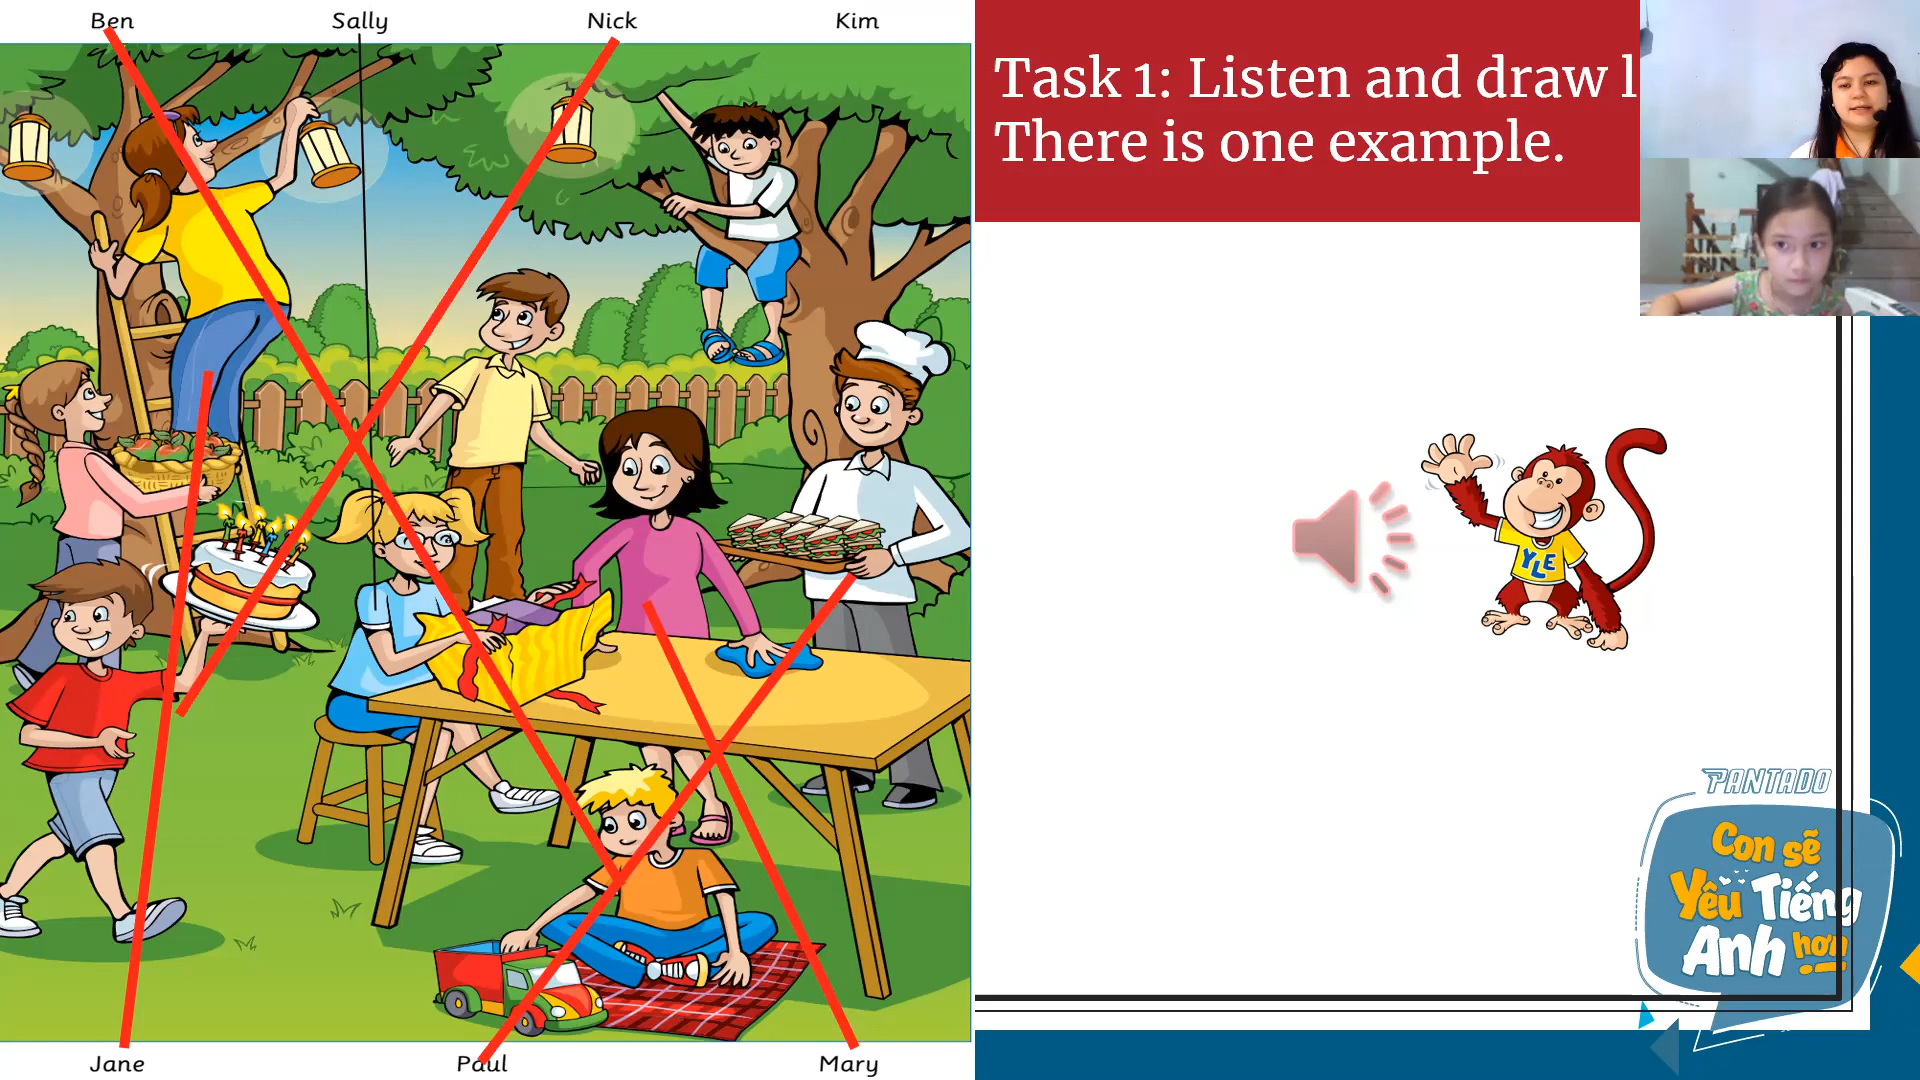 Ben Sally Nick Kim
Task 1: Listen and draw l
There is one example.
YLE
PANTADO
Con sẽ
Yêu Tiếng
Anh hơn
Jane Paul Mary